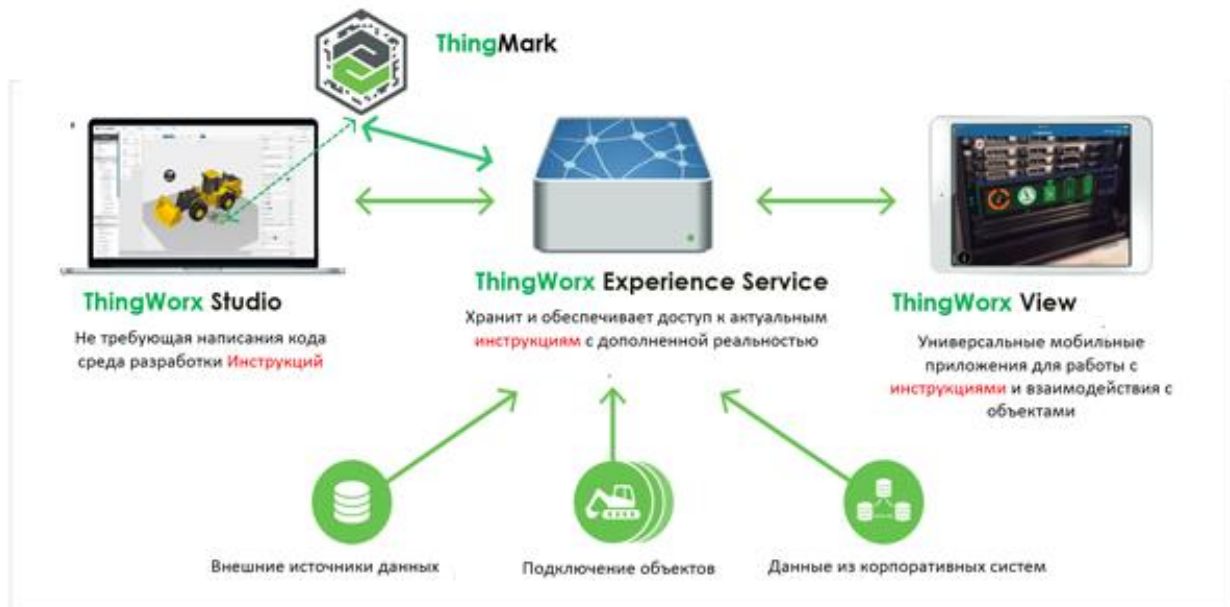 ThingMark
ThingWorx Studio
Не требующая написания кода
среда разработки Инструкций
ThingWorx Experience Service
Хранит и обеспечивает доступ к актуальным
инструкциям с дополненной реальностью
ThingWorx View
Универсальные мобильные
приложения для работы с
инструкциями и взаимодействия с
объектами
Внешние источники данных
Подключение объектов
Данные из корпоративных систем